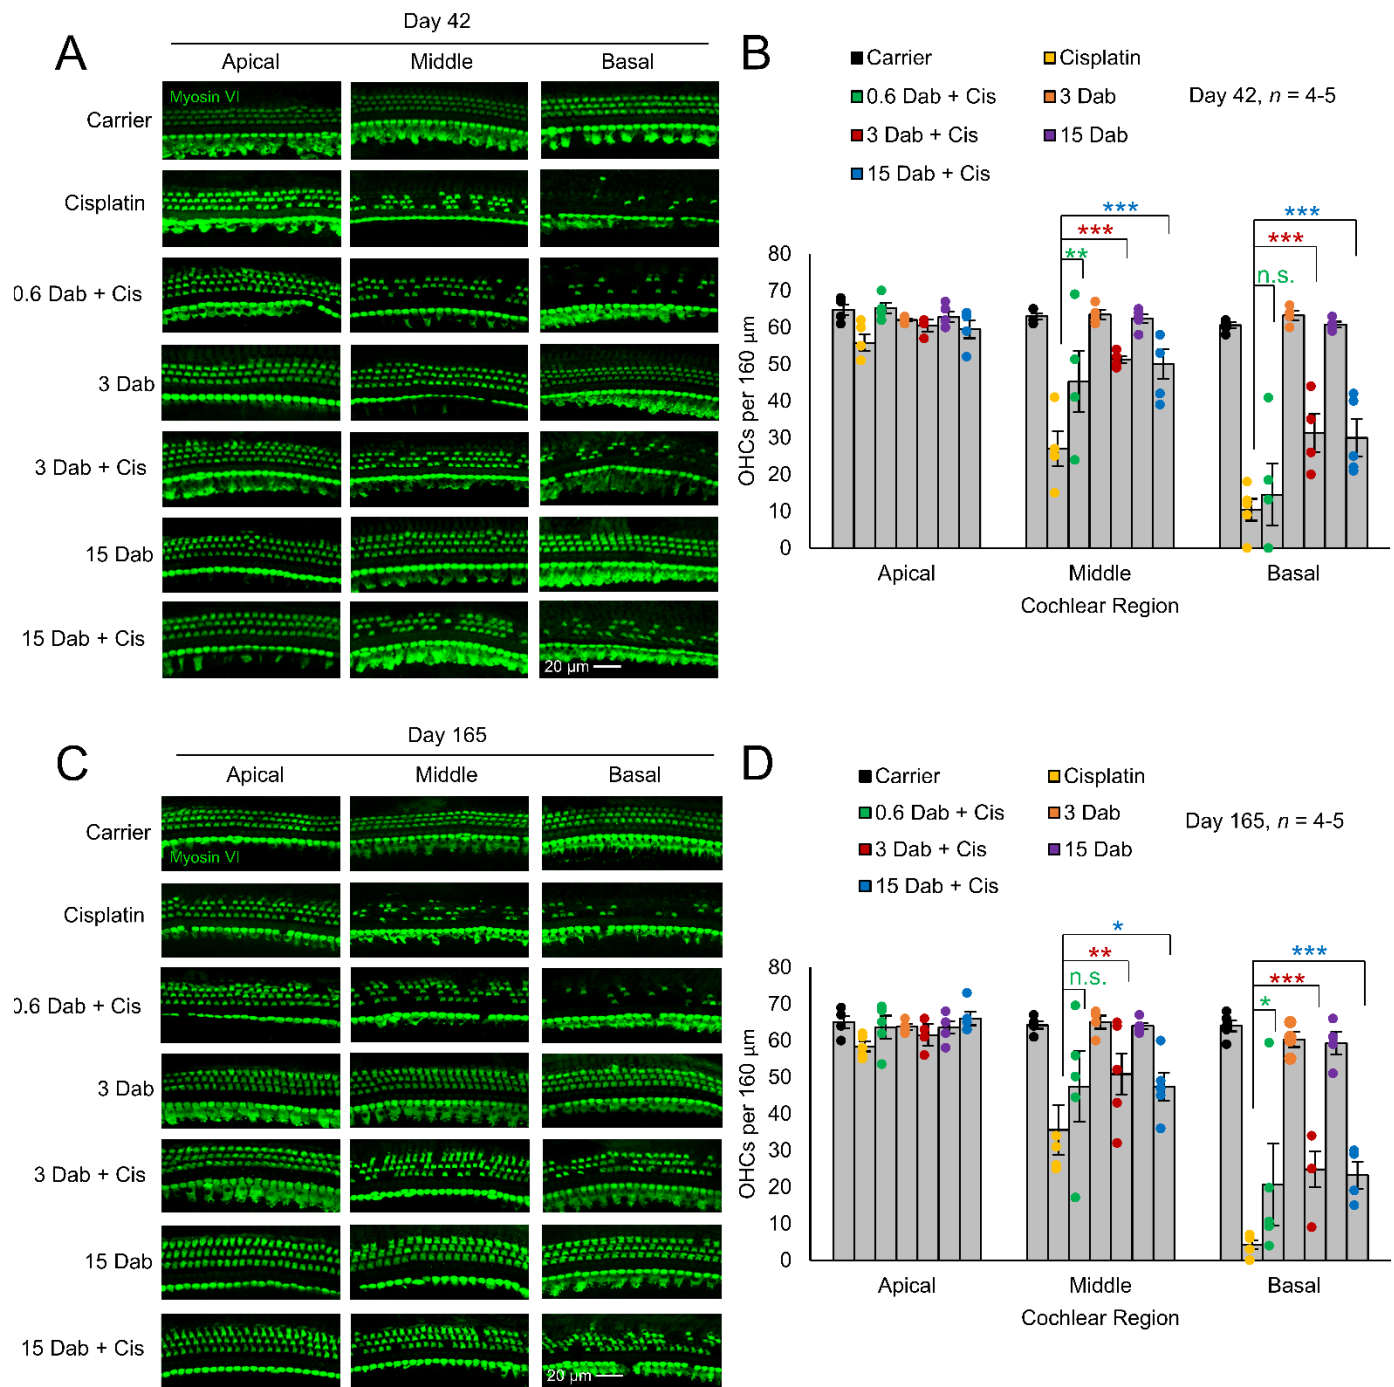 A
Day 42
Apical Middle Basal
Myosin VI
Carrier
Cisplatin
0.6 Dab + Cis
3 Dab
3 Dab + Cis
15 Dab
15 Dab + Cis
20 µm
B
Carrier Cisplatin
0.6 Dab + Cis 3 Dab
3 Dab + Cis 15 Dab
15 Dab + Cis
Day 42, n = 4-5
*** ***
*** ***
** n.s.
OHCs per 160 µm
80
70
60
50
40
30
20
10
0
Apical Middle Basal
Cochlear Region
C
Day 165
Apical Middle Basal
Carrier
Myosin VI
Cisplatin
0.6 Dab + Cis
3 Dab
3 Dab + Cis
15 Dab
15 Dab + Cis
20 µm
D
Carrier Cisplatin
0.6 Dab + Cis 3 Dab
3 Dab + Cis 15 Dab
15 Dab + Cis
Day 165, n = 4-5
* ***
** ***
n.s. *
OHCs per 160 µm
80
70
60
50
40
30
20
10
0
Apical Middle Basal
Cochlear Region